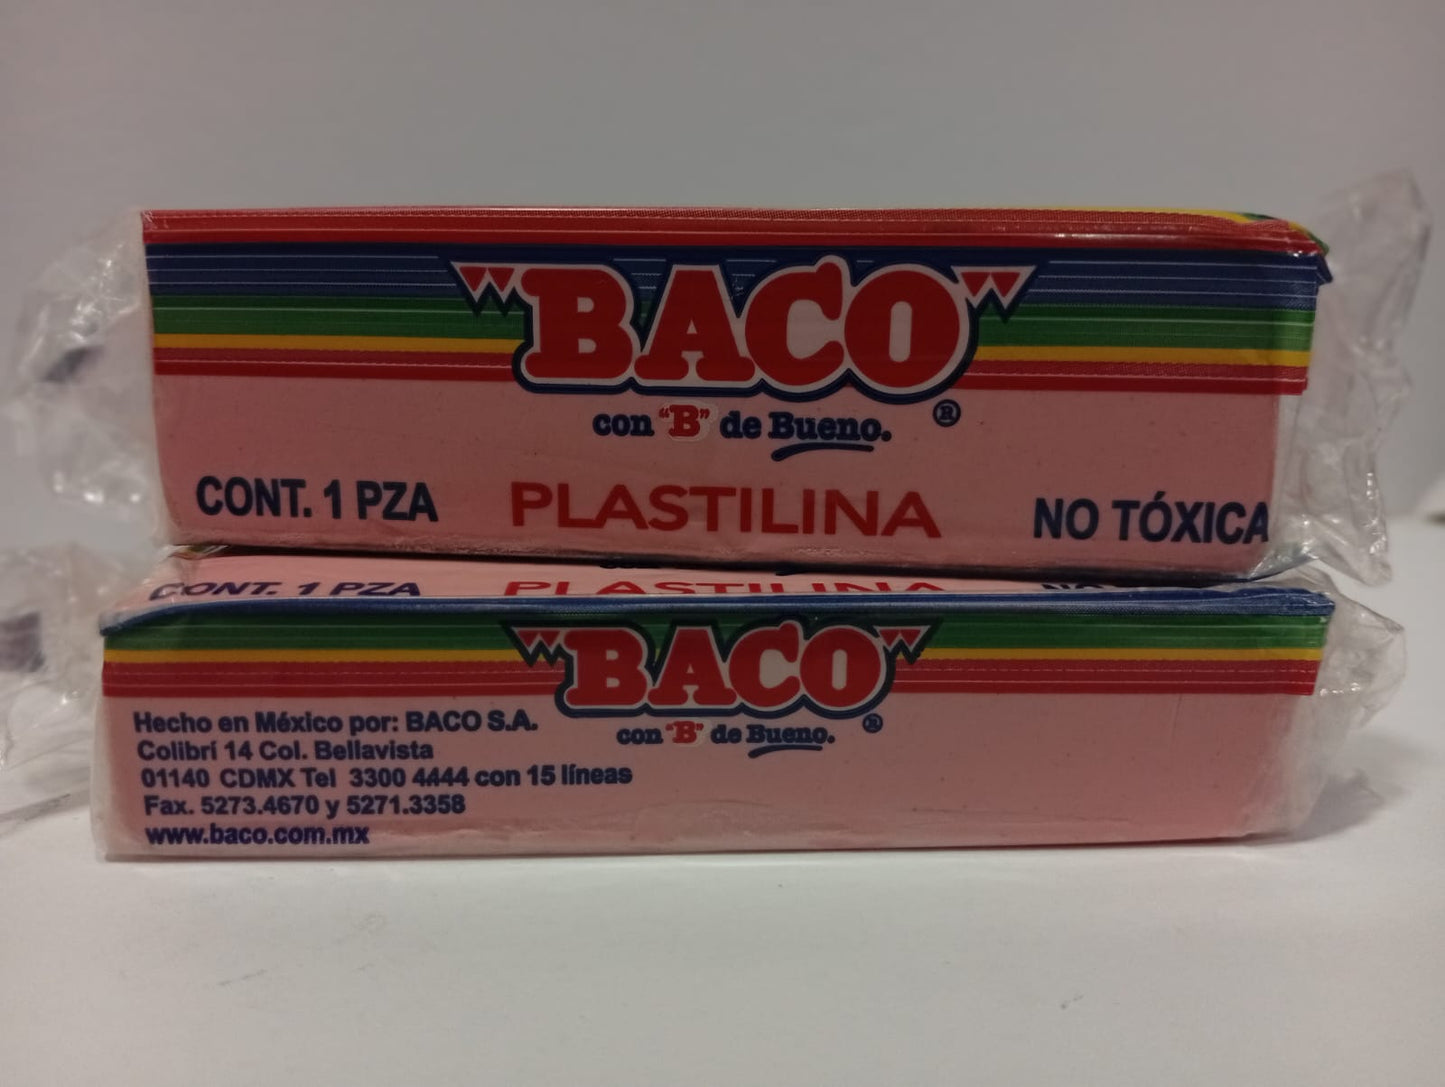 "BACO"
con "B" de Bueno. ®
CONT. 1 PZA PLASTILINA NO TÓXICA
CONT. 1 PZA PLASTILINA
"BACO"
con "B" de Bueno. ®
Hecho en México por: BACO S.A.
Colibrí 14 Col. Bellavista
01140 CDMX Tel 3300 4444 con 15 líneas
Fax. 5273.4670 y 5271.3358
www.baco.com.mx